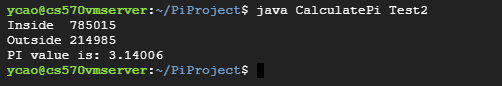 ycao@cs570vmserver:~/PiProject$ java CalculatePi Test2
Inside  785015
Outside 214985
PI value is: 3.14006
ycao@cs570vmserver:~/PiProject$